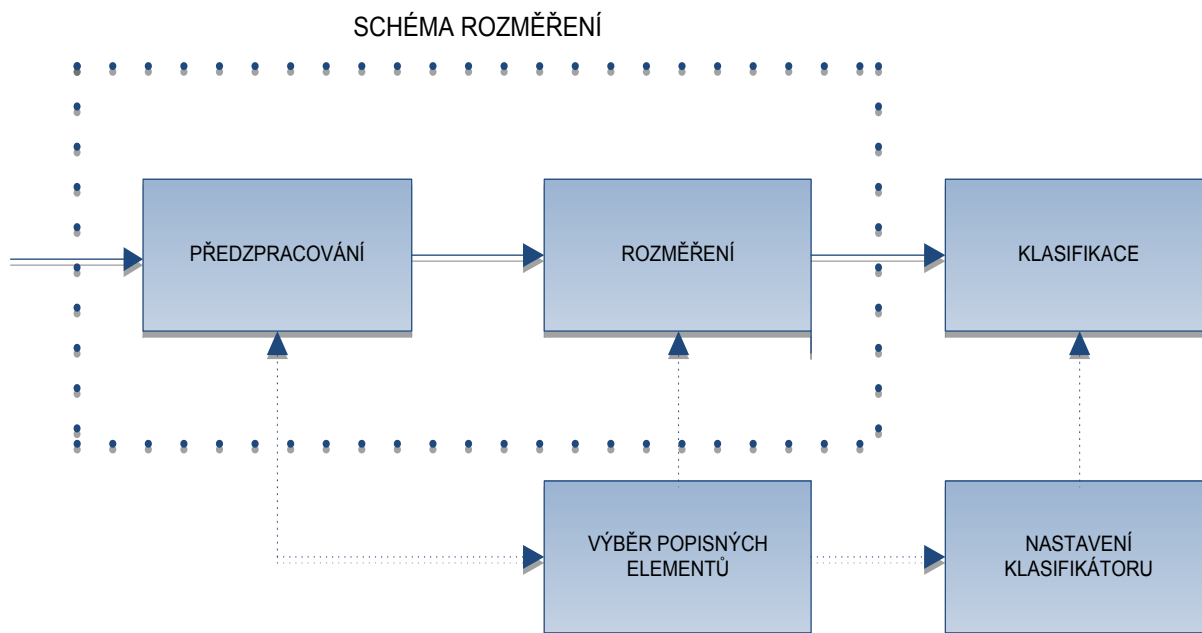 SCHÉMA ROZMĚŘENÍ
PŘEDZPRACOVÁNÍ
ROZMĚŘENÍ
KLASIFIKACE
VÝBĚR POPISNÝCH
ELEMENTŮ
NASTAVENÍ
KLASIFIKÁTORU